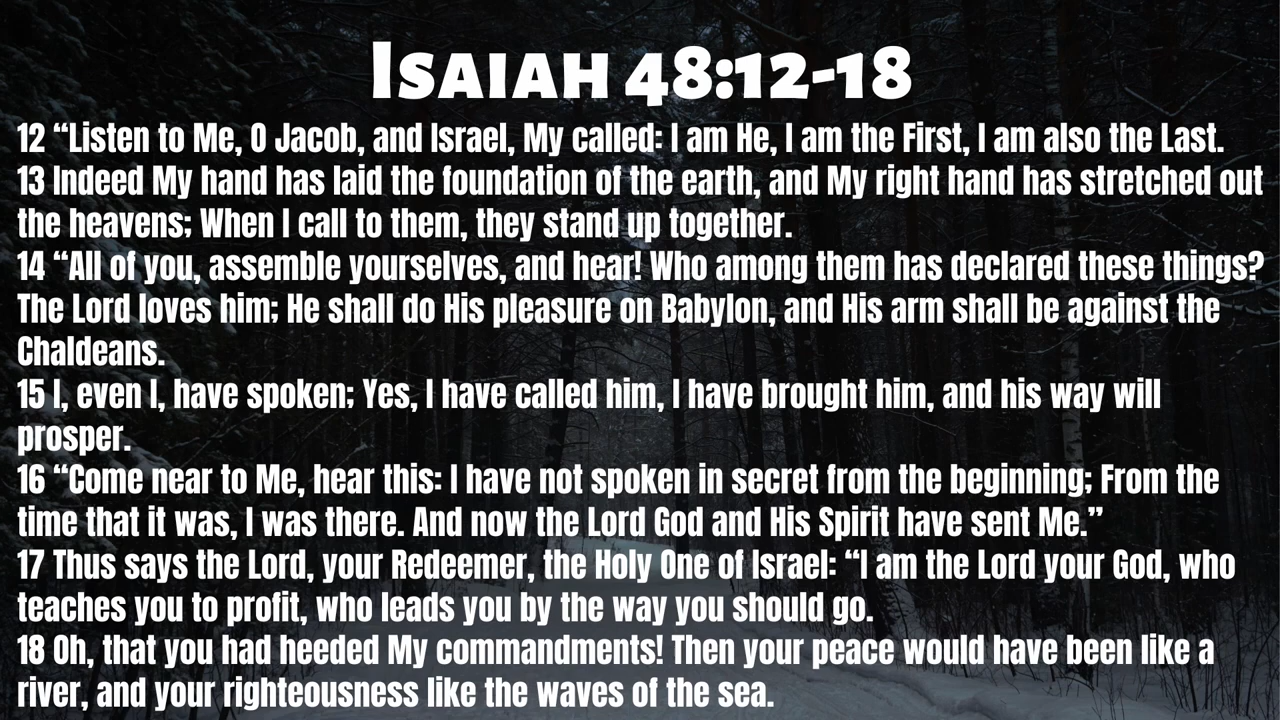 Isaiah 48:12-18
12 “Listen to Me, O Jacob, and Israel, My called: I am He, I am the First, I am also the Last.
13 Indeed My hand has laid the foundation of the earth, and My right hand has stretched out
the heavens; When I call to them, they stand up together.
14 “All of you, assemble yourselves, and hear! Who among them has declared these things?
The Lord loves him; He shall do His pleasure on Babylon, and His arm shall be against the
Chaldeans.
15 I, even I, have spoken; Yes, I have called him, I have brought him, and his way will
prosper.
16 “Come near to Me, hear this: I have not spoken in secret from the beginning; From the
time that it was, I was there. And now the Lord God and His Spirit have sent Me.”
17 Thus says the Lord, your Redeemer, the Holy One of Israel: “I am the Lord your God, who
teaches you to profit, who leads you by the way you should go.
18 Oh, that you had heeded My commandments! Then your peace would have been like a
river, and your righteousness like the waves of the sea.